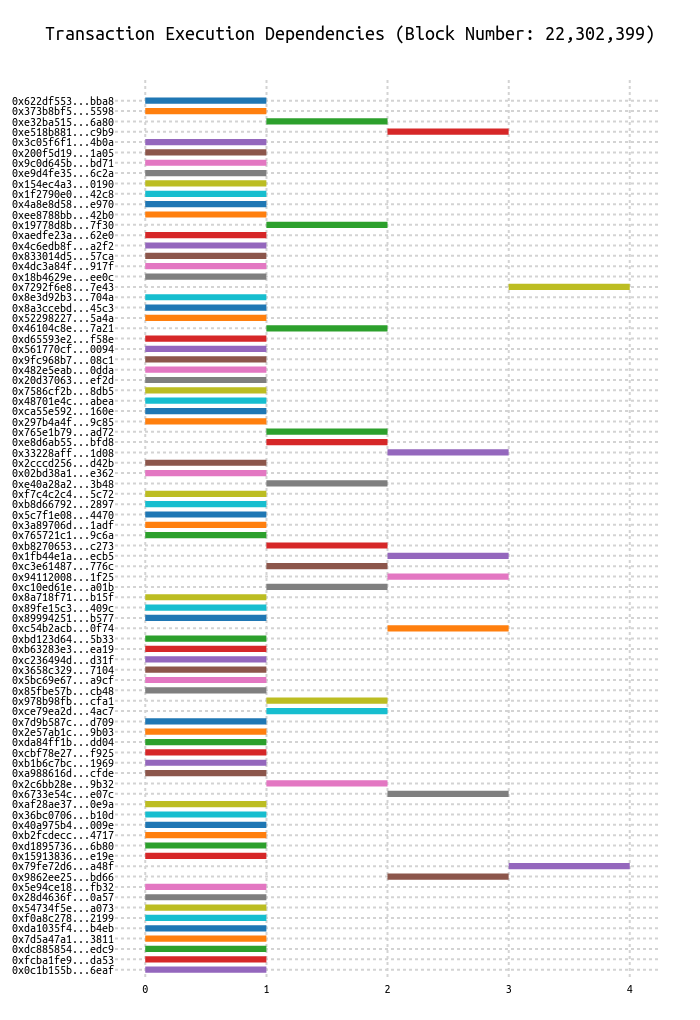 Transaction Execution Dependencies (Block Number: 22,302,399)
0x622df553...bba8
0x373b8bf5...5598
0xe32ba515...6a80
0xe518b881...c9b9
0x3c05f6f1...4b0a
0x200f5d19...1a05
0x9c0d645b...bd71
0xe9d4fe35...6c2a
0x154ec4a3...0190
0x1f2790e0...42c8
0x4a8e8d58...e970
0xee8788bb...42b0
0x19778d8b...7f30
0xaedfe23a...62e0
0x4c6edb8f...a2f2
0x833014d5...57ca
0x4dc3a84f...917f
0x18b4629e...ee0c
0x7292f6e8...7e43
0x8e3d92b3...704a
0x8a3ccebd...45c3
0x52298227...5a4a
0x46104c8e...7a21
0xd65593e2...f58e
0x561770cf...0094
0x9fc968b7...08c1
0x482e5eab...0dda
0x20d37063...ef2d
0x7586cf2b...8db5
0x48701e4c...abea
0xca55e592...160e
0x297b4a4f...9c85
0x765e1b79...ad72
0xe8d6ab55...bfd8
0x33228aff...1d08
0x2cccd256...d42b
0x02bd38a1...e362
0xe40a28a2...3b48
0xf7c4c2c4...5c72
0xb8d66792...2897
0x5c7f1e08...4470
0x3a89706d...1adf
0x765721c1...9c6a
0xb8270653...c273
0x1fb44e1a...ecb5
0xc3e61487...776c
0x94112008...1f25
0xc10ed61e...a01b
0x8a718f71...b15f
0x89fe15c3...409c
0x89994251...b577
0xc54b2acb...0f74
0xbd123d64...5b33
0xb63283e3...ea19
0xc236494d...d31f
0x3658c329...7104
0x5bc69e67...a9cf
0x85fbe57b...cb48
0x978b98fb...cfa1
0xce79ea2d...4ac7
0x7d9b587c...d709
0x2e57ab1c...9b03
0xda84ff1b...dd04
0xcbf78e27...f925
0xb1b6c7bc...1969
0xa988616d...cfde
0x2c6bb28e...9b32
0x6733e54c...e07c
0xaf28ae37...0e9a
0x36bc0706...b10d
0x40a975b4...009e
0xb2fcdecc...4717
0xd1895736...6b80
0x15913836...e19e
0x79fe72d6...a48f
0x9862ee25...bd66
0x5e94ce18...fb32
0x28d4636f...0a57
0x54734f5e...a073
0xf0a8c278...2199
0xda1035f4...b4eb
0x7d5a47a1...3811
0xdc885854...edc9
0xfcba1fe9...da53
0x0c1b155b...6eaf
0 1 2 3 4